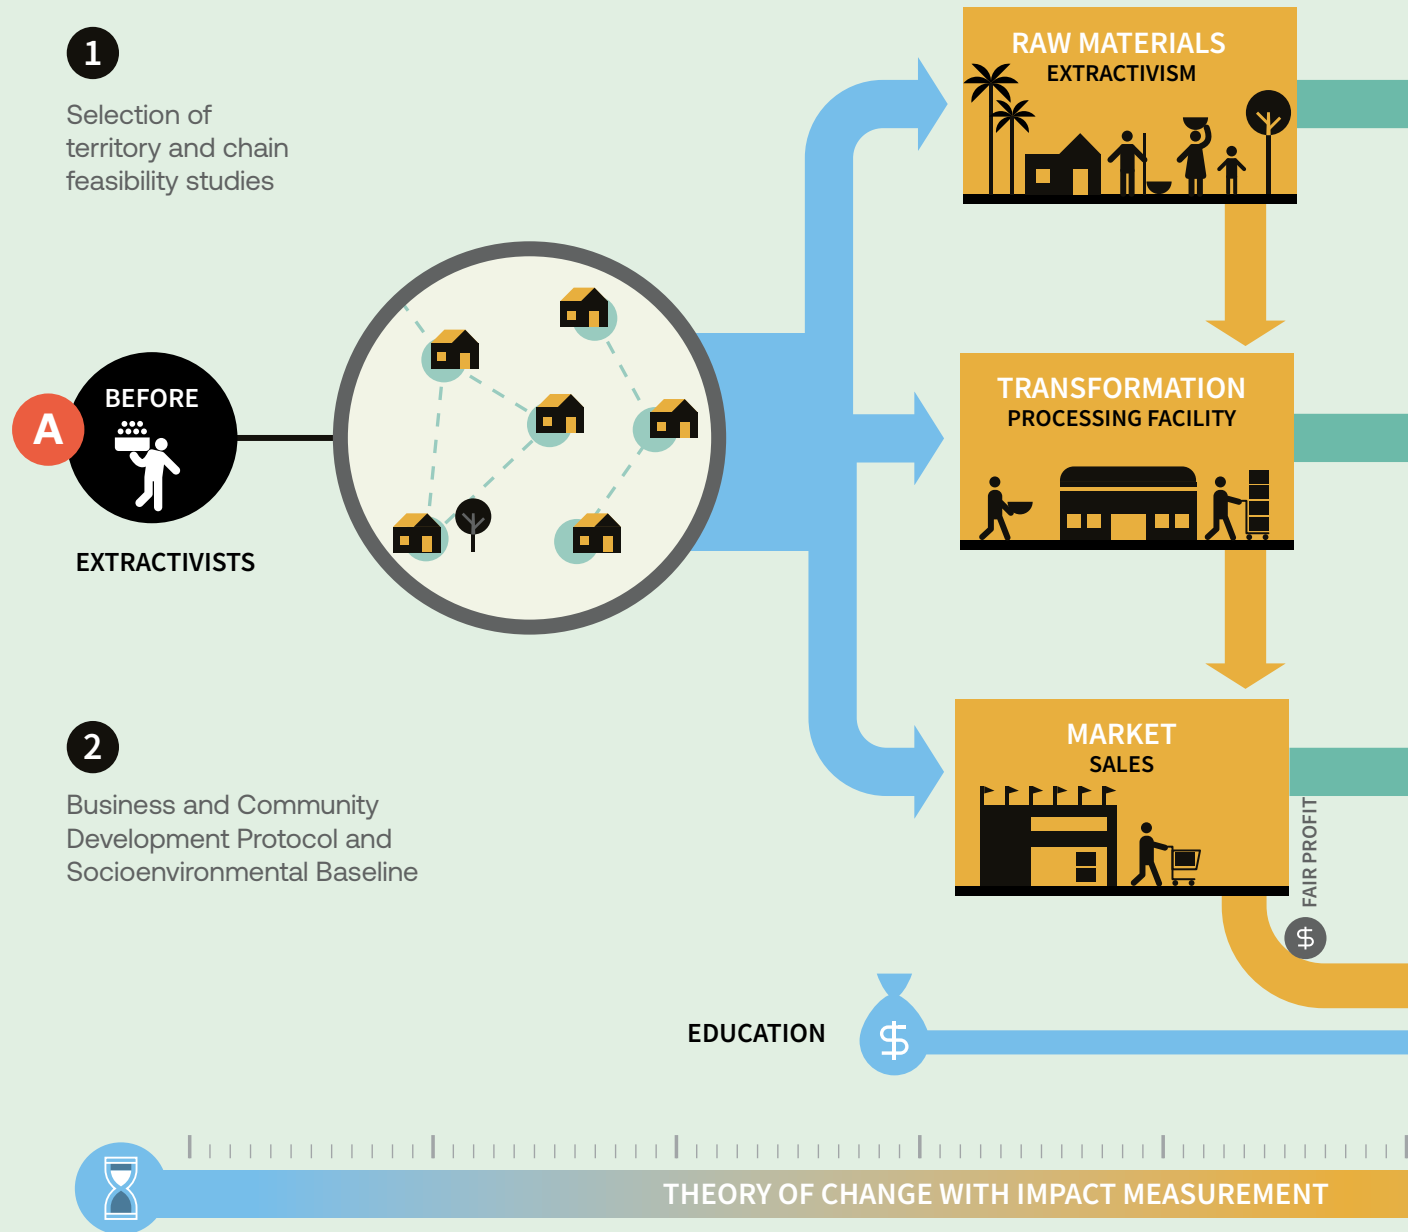 1
Selection of
territory and chain
feasibility studies
A
BEFORE
EXTRACTIVISTS
2
Business and Community
Development Protocol and
Socioenvironmental Baseline
RAW MATERIALS
EXTRACTIVISM
TRANSFORMATION
PROCESSING FACILITY
MARKET
SALES
FAIR PROFIT
$
EDUCATION
$
THEORY OF CHANGE WITH IMPACT MEASUREMENT